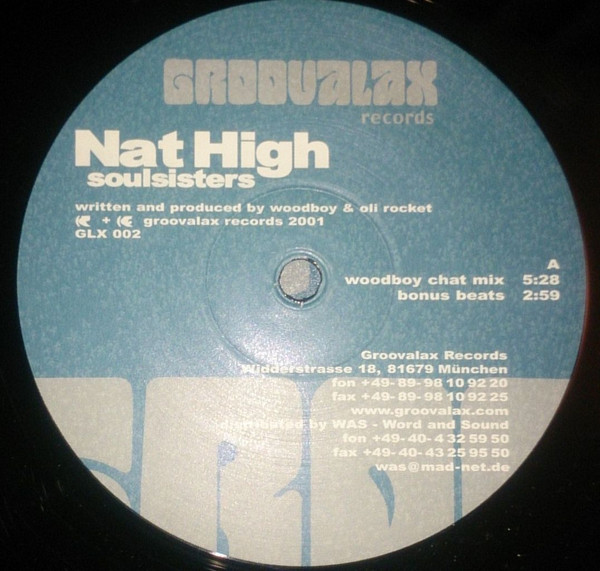 GROOVALAX
records
Nat High
soulsisters
written and produced by woodboy & oli rocket
+ groovalax records 2001
GLX 002
A
woodboy chat mix 5:28
bonus beats 2:59
Groovalax Records
Widderstrasse 18, 81679 München
fon +49-89-98 10 92 20
fax +49-89-98 10 92 25
www.groovalax.com
distributed by WAS - Word and Sound
fon +49-40-4 32 59 50
fax +49-40-43 25 95 50
was@mad-net.de